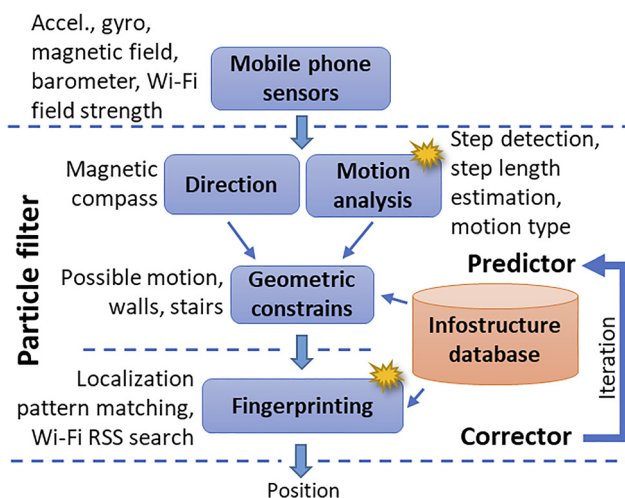 Accel., gyro,
magnetic field,
barometer, Wi-Fi
field strength
Mobile phone
sensors
Particle filter
Magnetic
compass
Direction
Motion
analysis
Step detection,
step length
estimation,
motion type
Predictor
Possible motion,
walls, stairs
Geometric
constrains
Infostructure
database
Iteration
Localization
pattern matching,
Wi-Fi RSS search
Fingerprinting
Corrector
Position